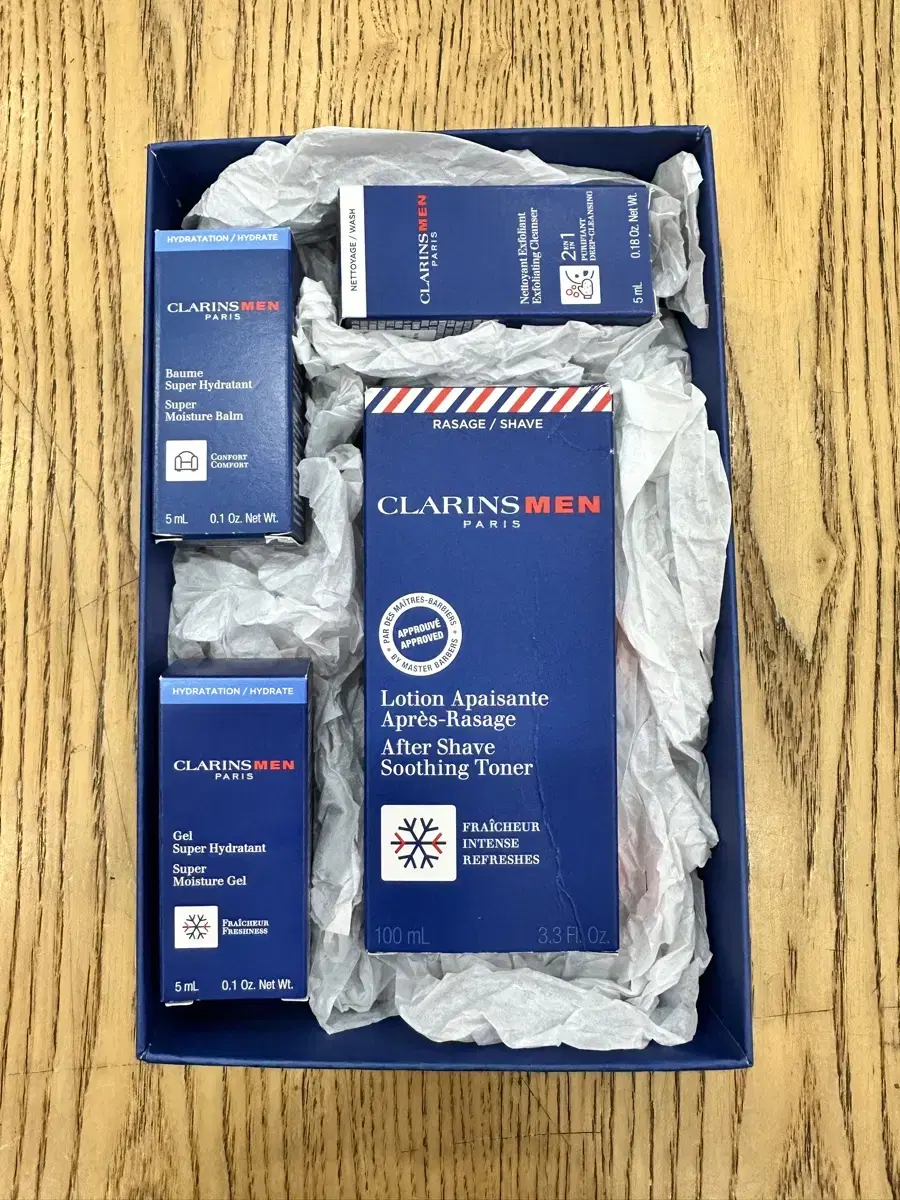 NETTOYAGE / WASH
CLARINSMEN
PARIS
Nettoyant Exfoliant
Exfoliating Cleanser
2 EN IN 1
PURIFIANT
DEEP-CLEANSING
5 mL 0.18 Oz. Net Wt.
HYDRATATION / HYDRATE
CLARINSMEN
PARIS
Baume
Super Hydratant
Super
Moisture Balm
CONFORT
COMFORT
5 mL 0.1 Oz. Net Wt.
RASAGE / SHAVE
CLARINSMEN
PARIS
PAR DES MAÎTRES-BARBIERS
APPROUVÉ
APPROVED
BY MASTER BARBERS
Lotion Apaisante
Après-Rasage
After Shave
Soothing Toner
FRAÎCHEUR
INTENSE
REFRESHES
100 mL 3.3 Fl. Oz.
HYDRATATION / HYDRATE
CLARINSMEN
PARIS
Gel
Super Hydratant
Super
Moisture Gel
FRAÎCHEUR
FRESHNESS
5 mL 0.1 Oz. Net Wt.